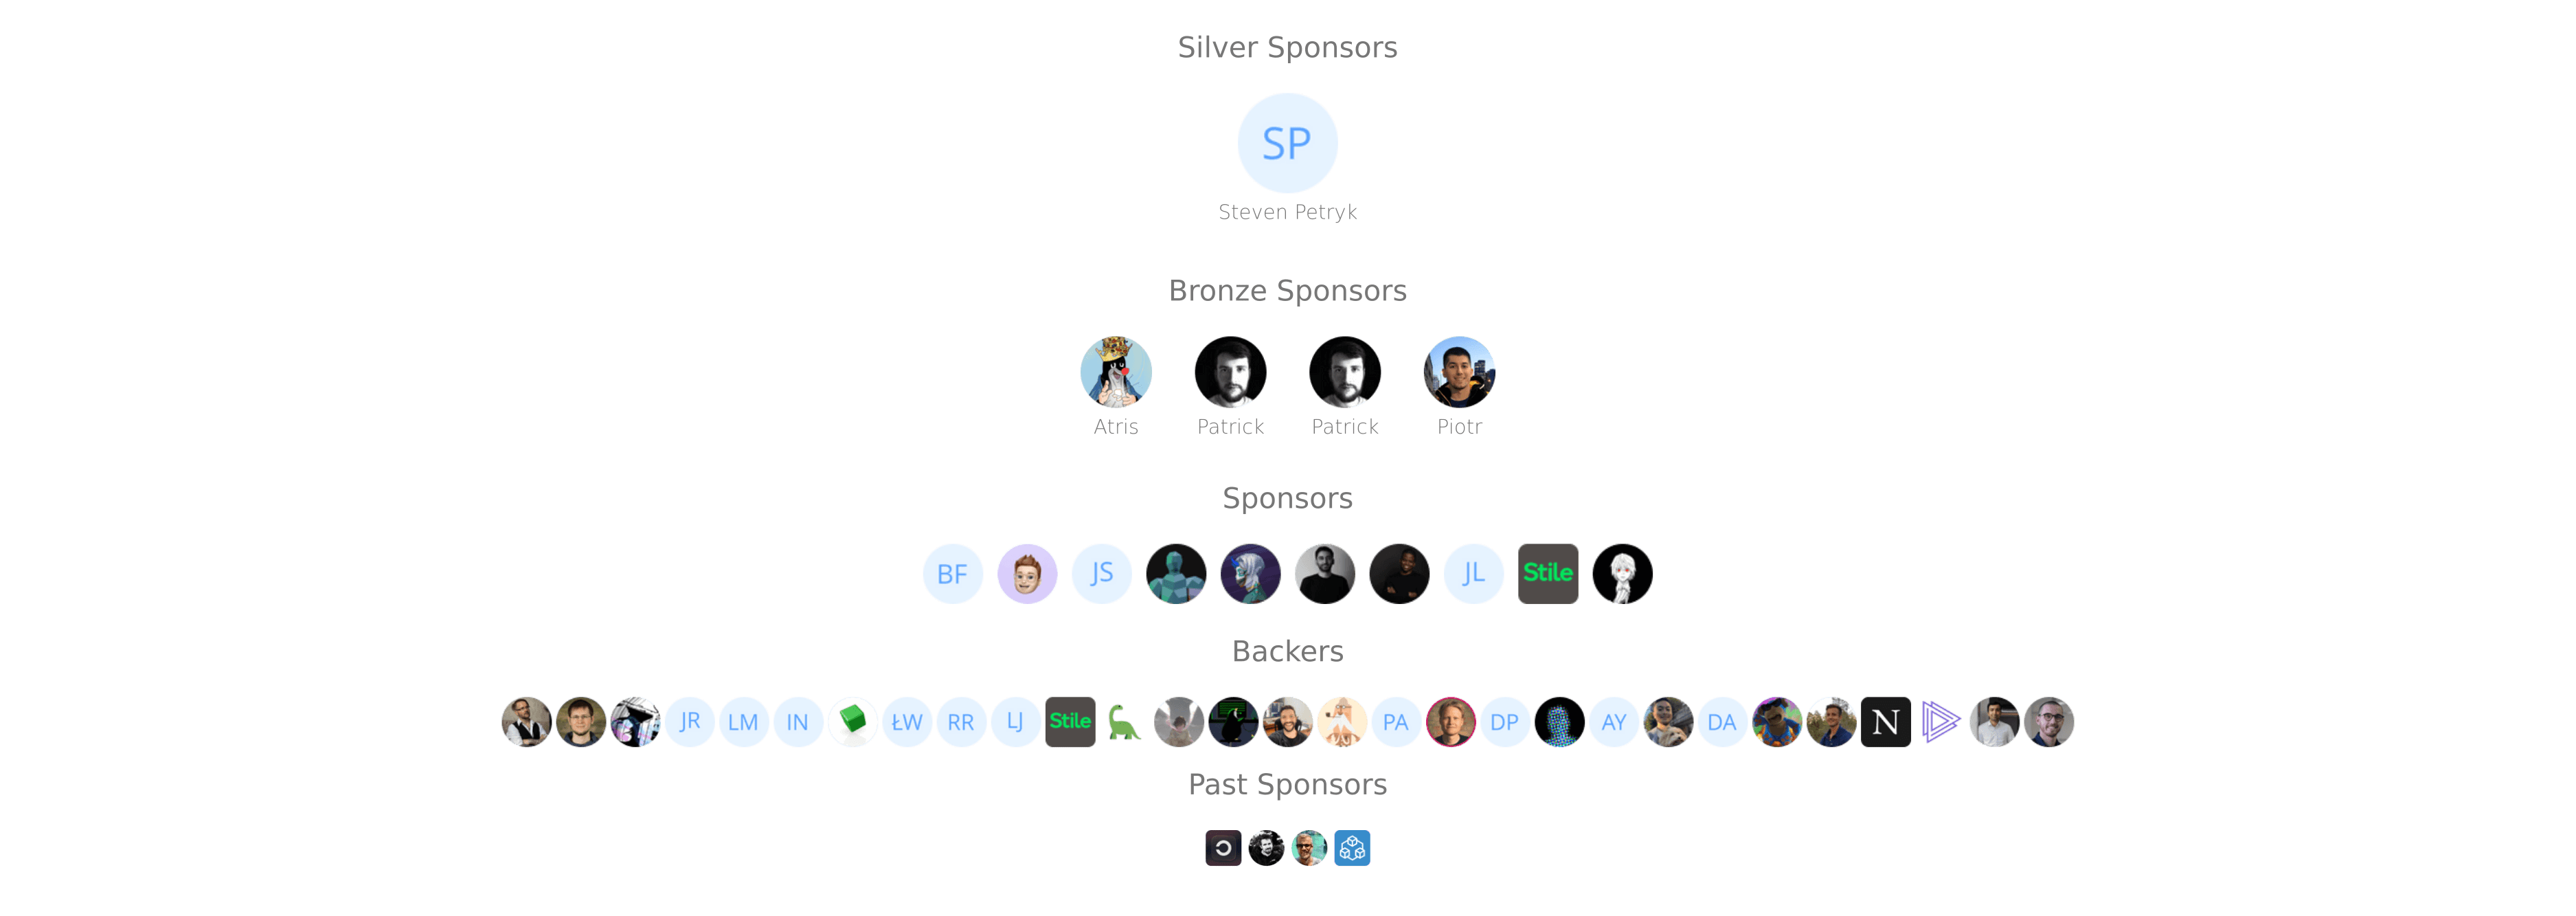 Silver Sponsors
SP
Steven Petryk
Bronze Sponsors
Atris Patrick Patrick Piotr
Sponsors
BF JS JL Stile
Backers
JR LM IN ŁW RR LJ Stile PA DP AY DA N
Past Sponsors